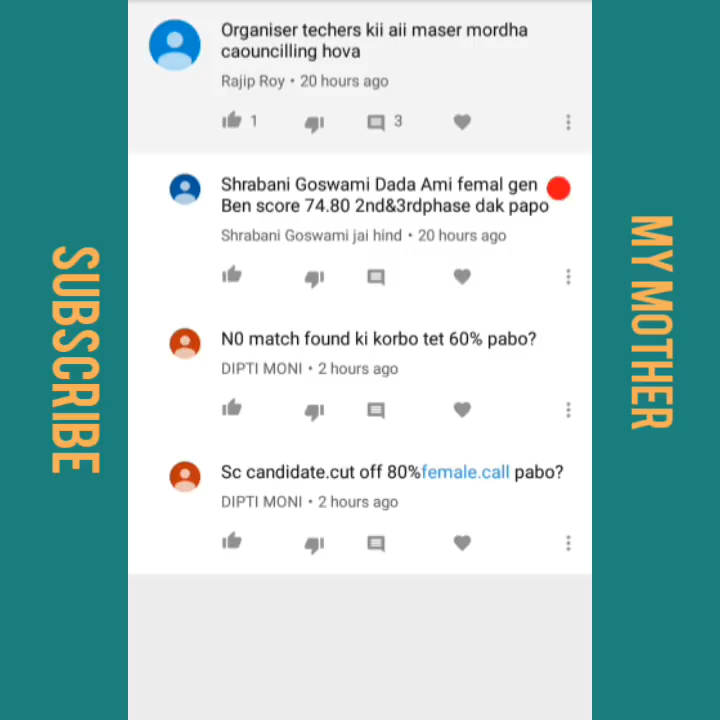 Organiser techers kii aii maser mordha
caouncilling hova
Rajip Roy • 20 hours ago
1
3
Shrabani Goswami Dada Ami femal gen
Ben score 74.80 2nd&3rdphase dak papo
Shrabani Goswami jai hind • 20 hours ago
N0 match found ki korbo tet 60% pabo?
DIPTI MONI • 2 hours ago
Sc candidate.cut off 80%female.call pabo?
DIPTI MONI • 2 hours ago
SUBSCRIBE
MY MOTHER